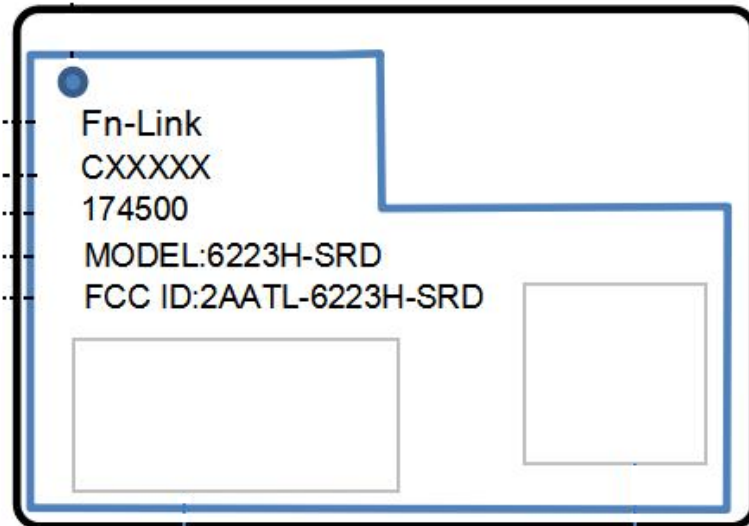 Fn-Link
CXXXXX
174500
MODEL:6223H-SRD
FCC ID:2AATL-6223H-SRD